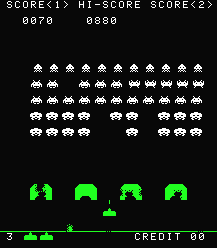 SCORE<1> HI-SCORE SCORE<2>
0070 0880
3 CREDIT 00